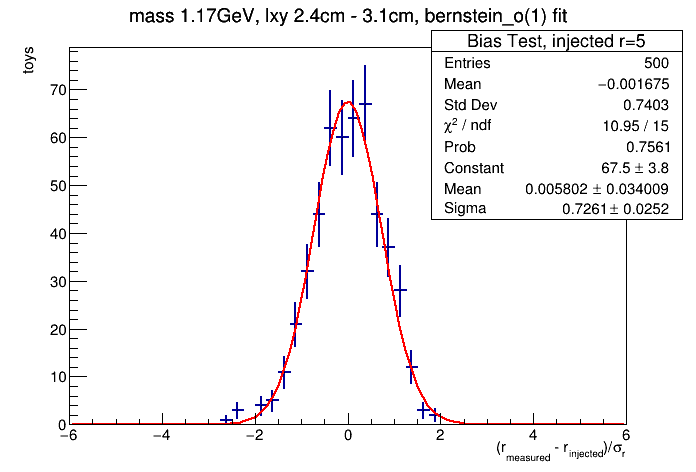 mass 1.17GeV, lxy 2.4cm - 3.1cm, bernstein_o(1) fit
Bias Test, injected r=5
Entries 500
Mean −0.001675
Std Dev 0.7403
χ² / ndf 10.95 / 15
Prob 0.7561
Constant 67.5 ± 3.8
Mean 0.005802 ± 0.034009
Sigma 0.7261 ± 0.0252
toys
70
60
50
40
30
20
10
0
−6 −4 −2 0 2 4 6
(r_measured - r_injected)/σ_r